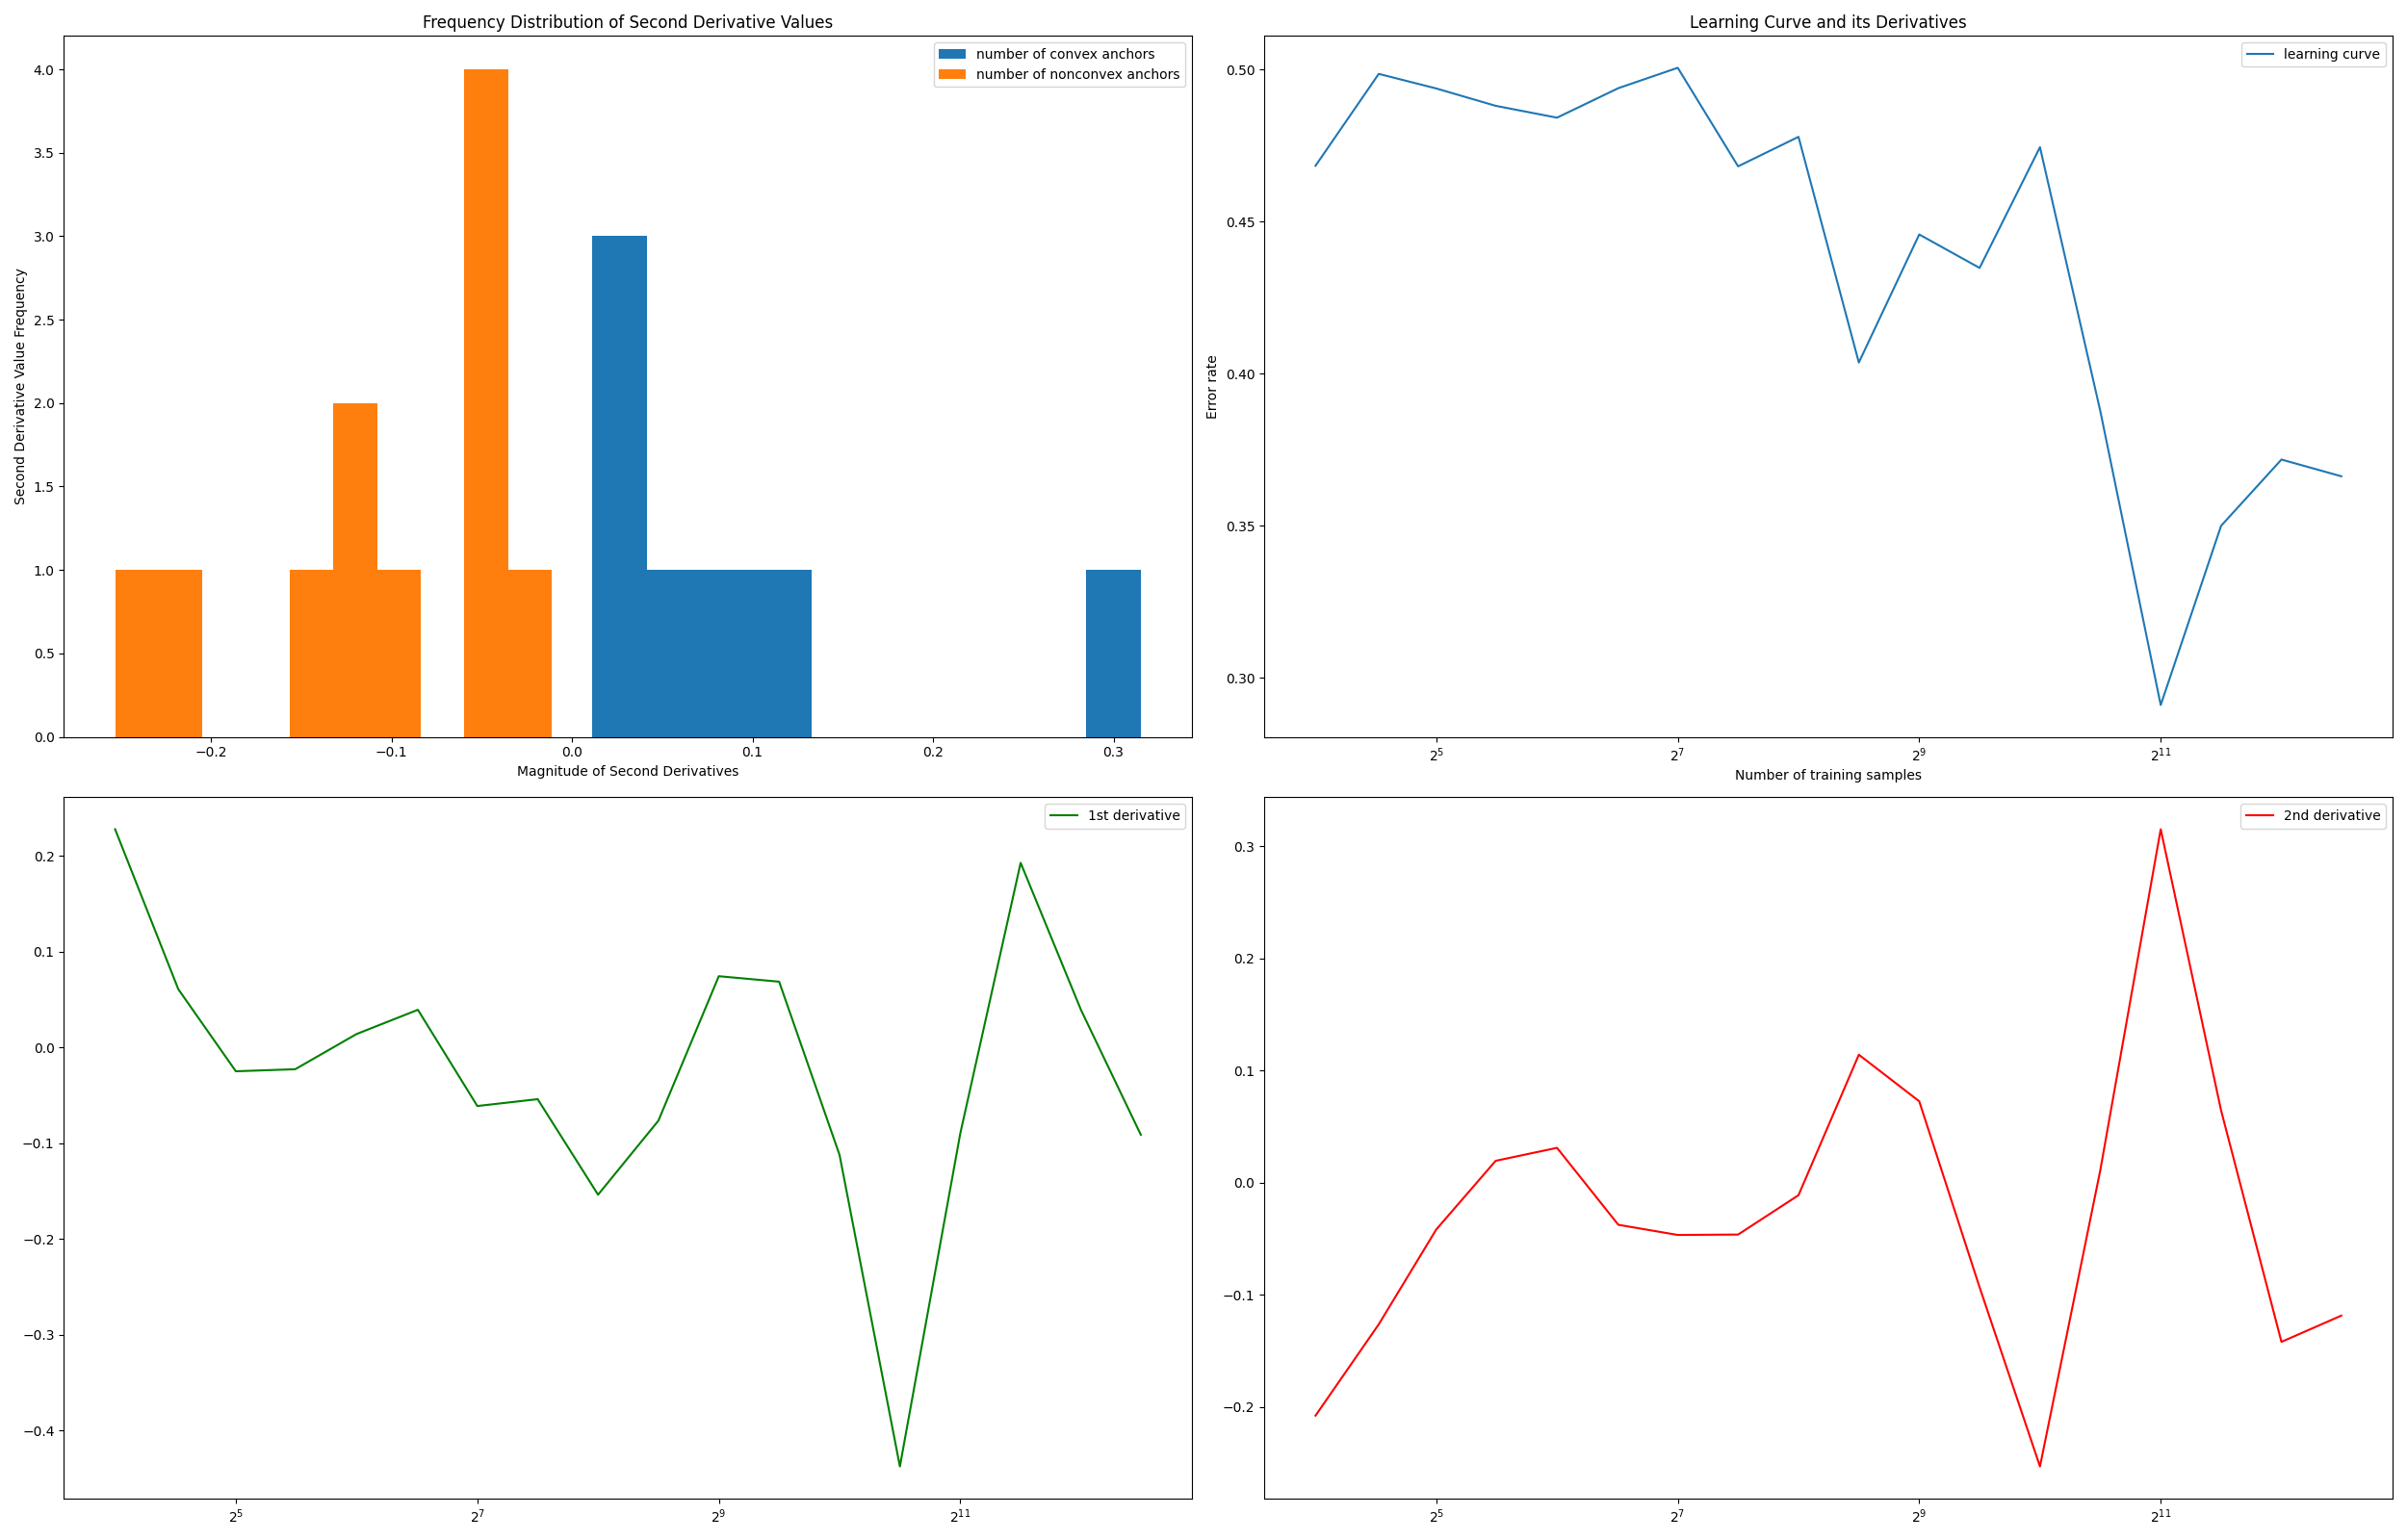 Frequency Distribution of Second Derivative Values
number of convex anchors
number of nonconvex anchors
4.0
3.5
3.0
2.5
2.0
1.5
1.0
0.5
0.0
Second Derivative Value Frequency
−0.2 −0.1 0.0 0.1 0.2 0.3
Magnitude of Second Derivatives
Learning Curve and its Derivatives
learning curve
0.50
0.45
0.40
0.35
0.30
Error rate
2⁵ 2⁷ 2⁹ 2¹¹
Number of training samples
1st derivative
0.2
0.1
0.0
−0.1
−0.2
−0.3
−0.4
2⁵ 2⁷ 2⁹ 2¹¹
2nd derivative
0.3
0.2
0.1
0.0
−0.1
−0.2
2⁵ 2⁷ 2⁹ 2¹¹